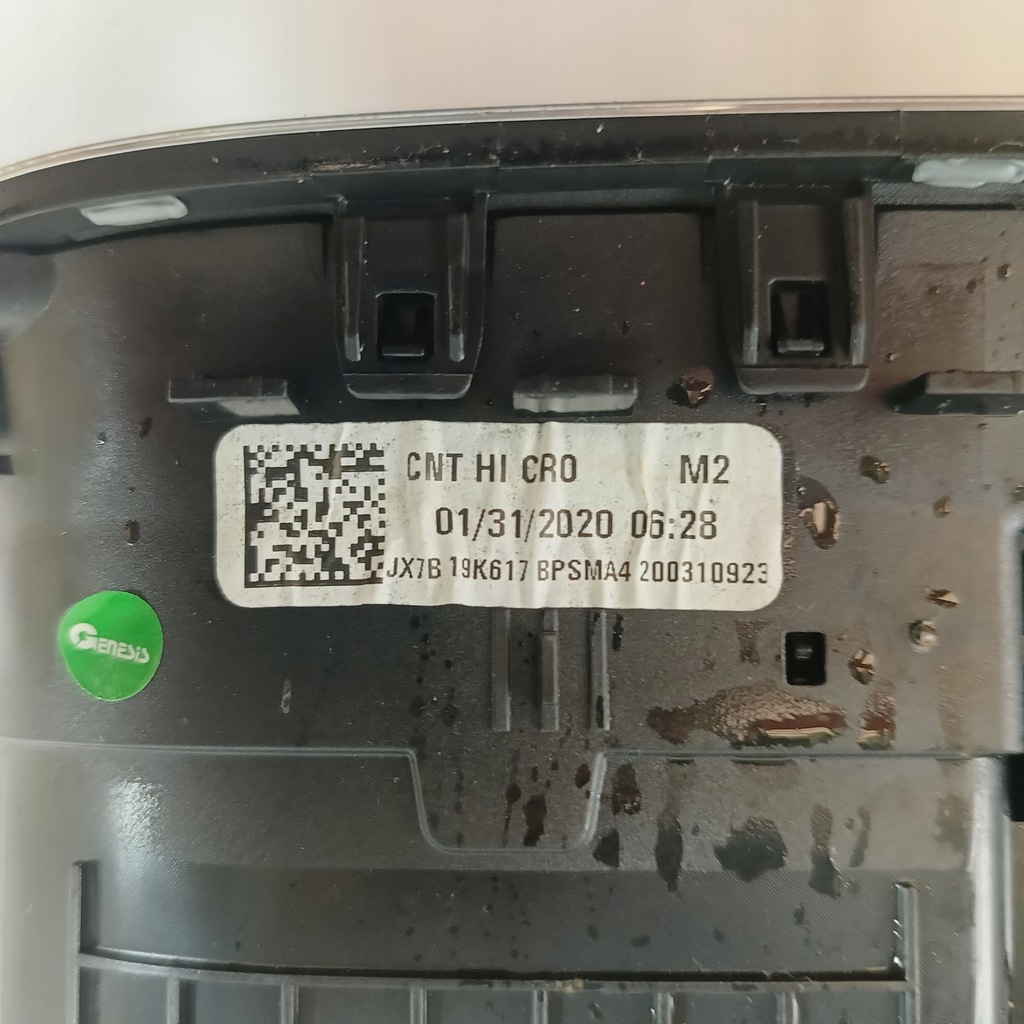 CNT HI CRO M2
01/31/2020 06:28
JX7B 19K617 BPSMA4 200310923
GENESIS